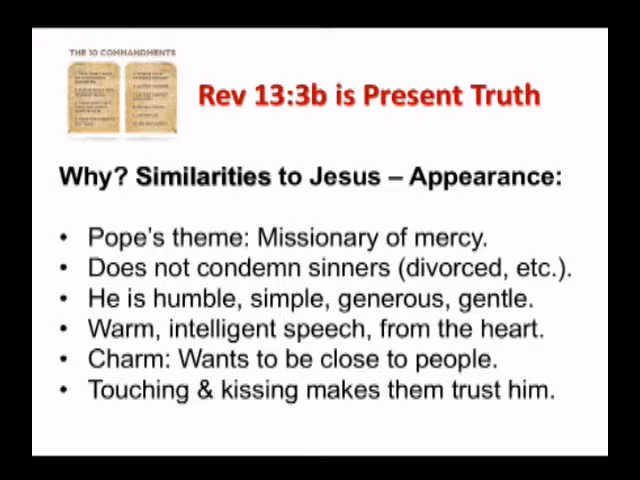 THE 10 COMMANDMENTS
Rev 13:3b is Present Truth
Why? Similarities to Jesus – Appearance:
• Pope's theme: Missionary of mercy.
• Does not condemn sinners (divorced, etc.).
• He is humble, simple, generous, gentle.
• Warm, intelligent speech, from the heart.
• Charm: Wants to be close to people.
• Touching & kissing makes them trust him.